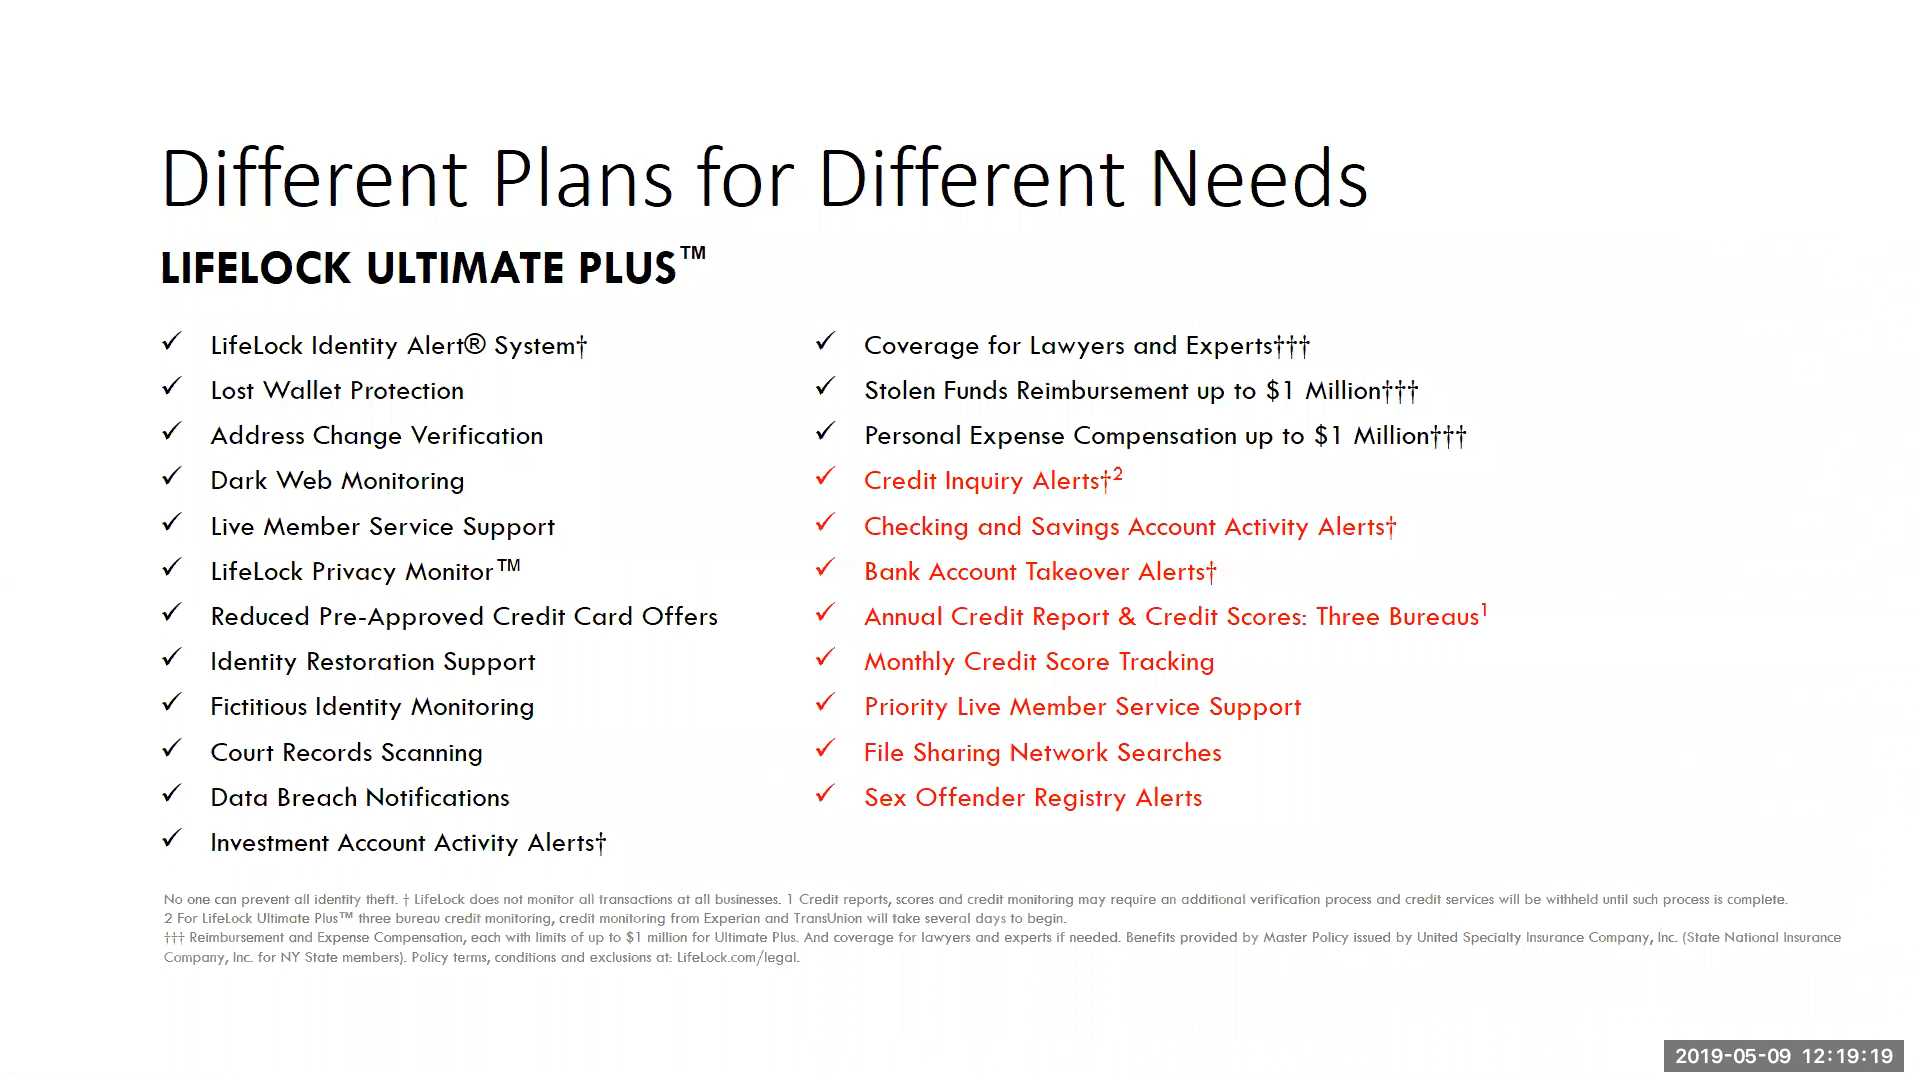 Different Plans for Different Needs
LIFELOCK ULTIMATE PLUS™
✓ LifeLock Identity Alert® System†
✓ Lost Wallet Protection
✓ Address Change Verification
✓ Dark Web Monitoring
✓ Live Member Service Support
✓ LifeLock Privacy Monitor™
✓ Reduced Pre-Approved Credit Card Offers
✓ Identity Restoration Support
✓ Fictitious Identity Monitoring
✓ Court Records Scanning
✓ Data Breach Notifications
✓ Investment Account Activity Alerts†
✓ Coverage for Lawyers and Experts†††
✓ Stolen Funds Reimbursement up to $1 Million†††
✓ Personal Expense Compensation up to $1 Million†††
✓ Credit Inquiry Alerts†²
✓ Checking and Savings Account Activity Alerts†
✓ Bank Account Takeover Alerts†
✓ Annual Credit Report & Credit Scores: Three Bureaus¹
✓ Monthly Credit Score Tracking
✓ Priority Live Member Service Support
✓ File Sharing Network Searches
✓ Sex Offender Registry Alerts
No one can prevent all identity theft. † LifeLock does not monitor all transactions at all businesses. 1 Credit reports, scores and credit monitoring may require an additional verification process and credit services will be withheld until such process is complete.
2 For LifeLock Ultimate Plus™ three bureau credit monitoring, credit monitoring from Experian and TransUnion will take several days to begin.
††† Reimbursement and Expense Compensation, each with limits of up to $1 million for Ultimate Plus. And coverage for lawyers and experts if needed. Benefits provided by Master Policy issued by United Specialty Insurance Company, Inc. (State National Insurance
Company, Inc. for NY State members). Policy terms, conditions and exclusions at: LifeLock.com/legal.
2019-05-09 12:19:19